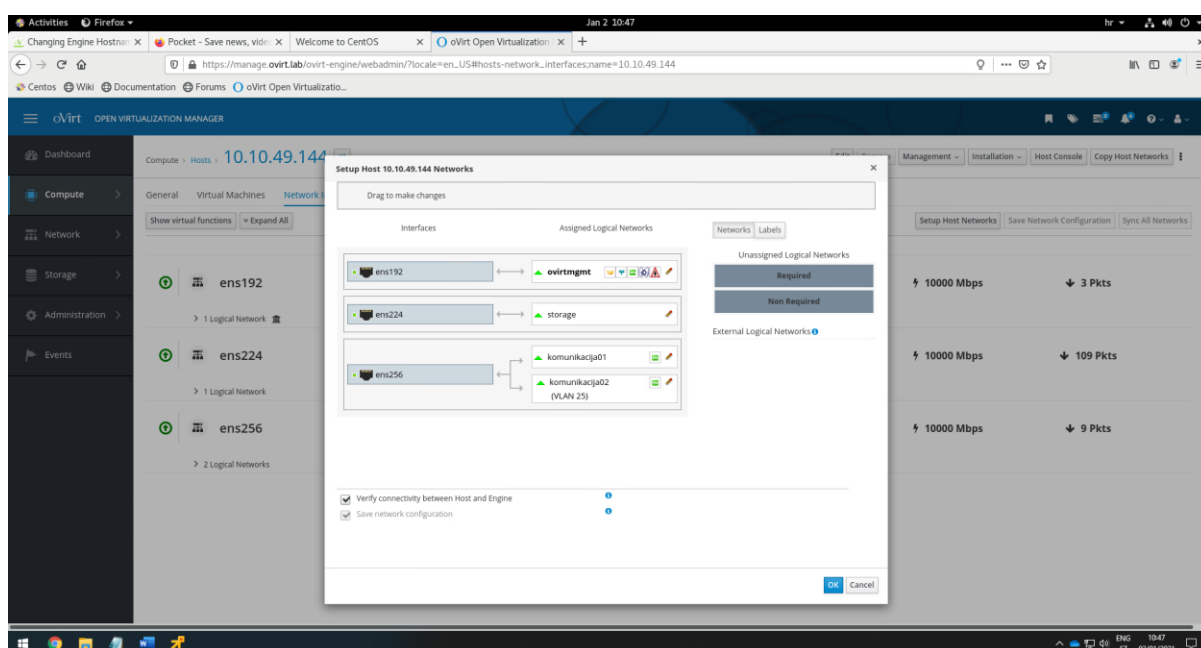 Activities Firefox Jan 2 10:47 hr
Changing Engine Hostnam Pocket - Save news, vide Welcome to CentOS oVirt Open Virtualization
https://manage.ovirt.lab/ovirt-engine/webadmin/?locale=en_US#hosts-network_interfaces;name=10.10.49.144
Centos Wiki Documentation Forums oVirt Open Virtualizatio...
oVirt OPEN VIRTUALIZATION MANAGER
Dashboard
Compute
Network
Storage
Administration
Events
Compute > Hosts > 10.10.49.144
Management Installation Host Console Copy Host Networks
General Virtual Machines Network I
Show virtual functions Expand All
Setup Host Networks Save Network Configuration Sync All Networks
ens192 10000 Mbps 3 Pkts
> 1 Logical Network
ens224 10000 Mbps 109 Pkts
> 1 Logical Network
ens256 10000 Mbps 9 Pkts
> 2 Logical Networks
Setup Host 10.10.49.144 Networks
Drag to make changes
Interfaces Assigned Logical Networks
Networks Labels
Unassigned Logical Networks
Required
Non Required
External Logical Networks
ens192 ovirtmgmt
ens224 storage
ens256
komunikacija01
komunikacija02
(VLAN 25)
Verify connectivity between Host and Engine
Save network configuration
OK Cancel
ENG 10:47